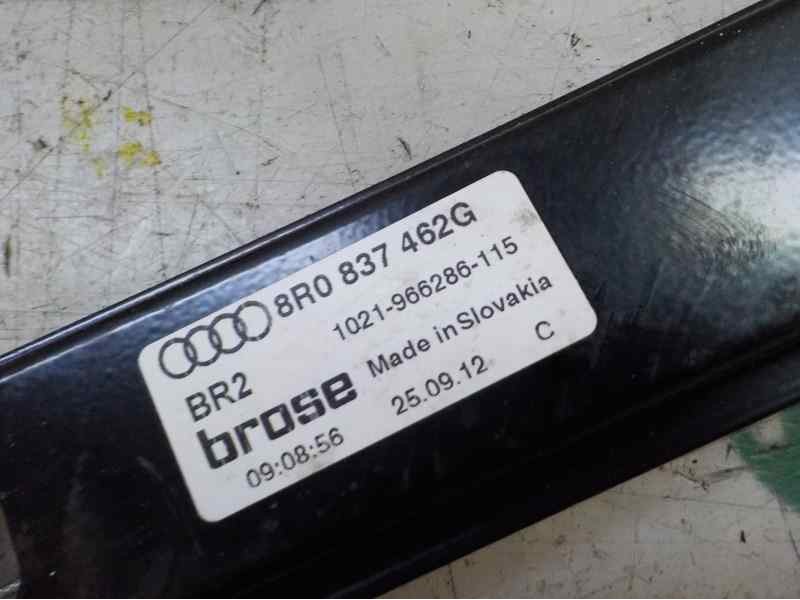 8R0 837 462G
1021-966286-115
BR2
brose Made in Slovakia
09:08:56 25.09.12 C